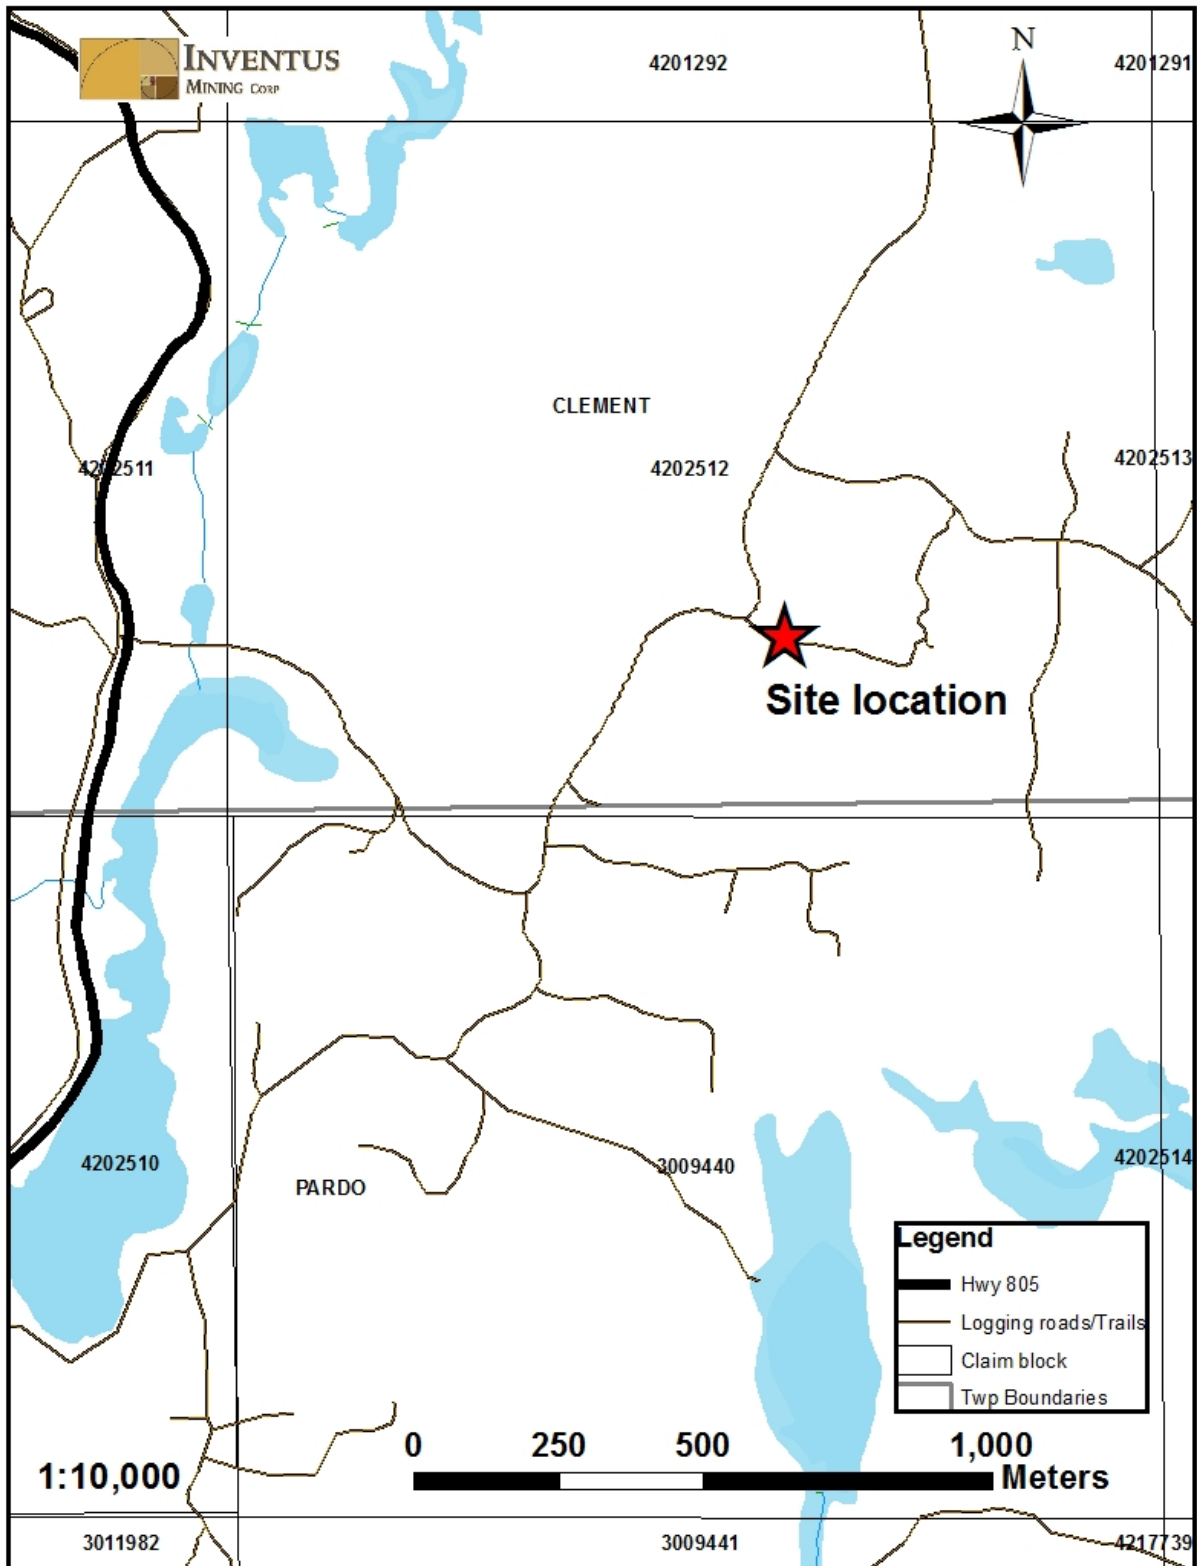 INVENTUS
MINING CORP
4201292
N
4201291
CLEMENT
4202511
4202512
4202513
Site location
4202510
PARDO
3009440
4202514
Legend
Hwy 805
Logging roads/Trails
Claim block
Twp Boundaries
0 250 500 1,000
1:10,000
Meters
3011982
3009441
4217739